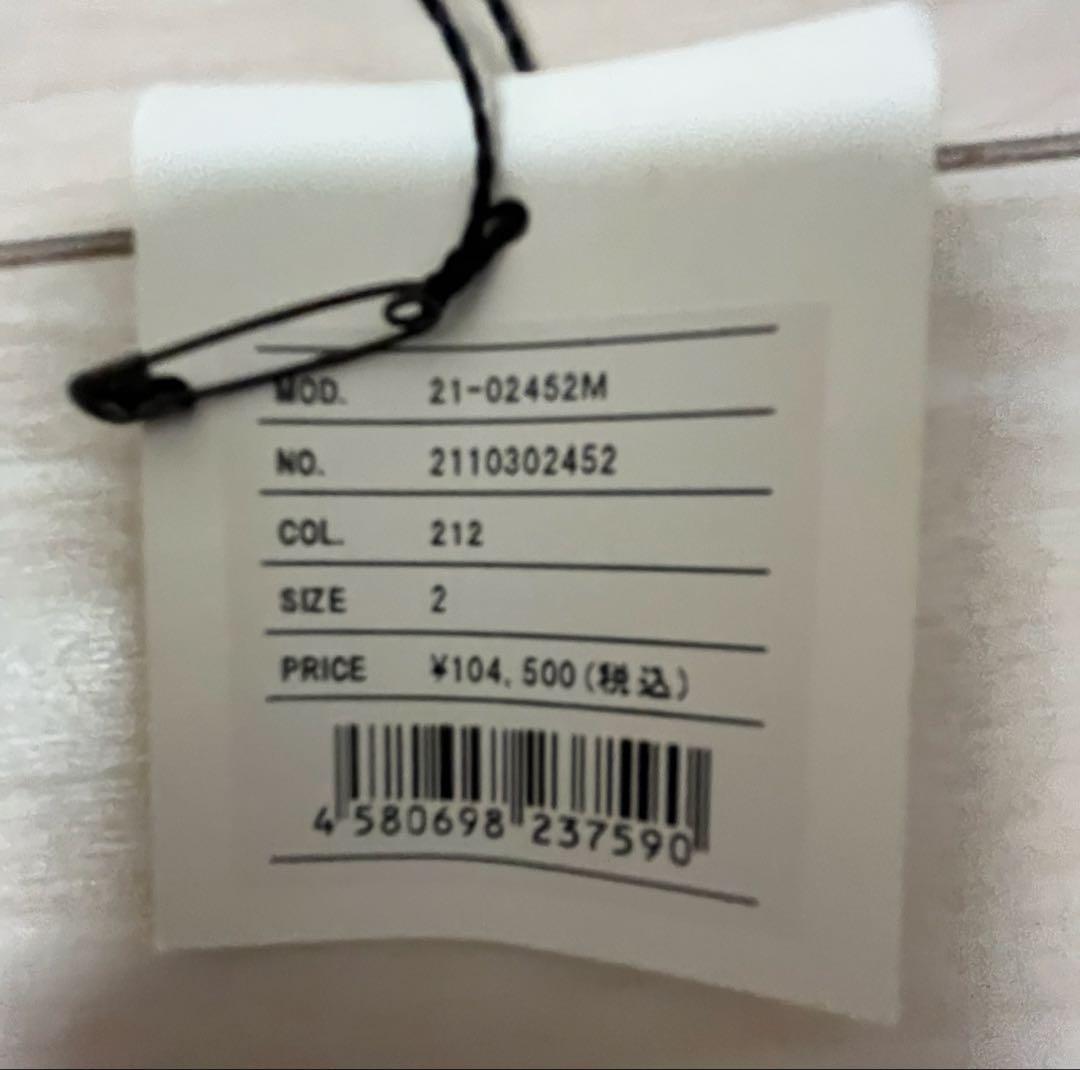 MOD. 21-02452M
NO. 2110302452
COL. 212
SIZE 2
PRICE ¥104,500(税込)
4 580698 237590